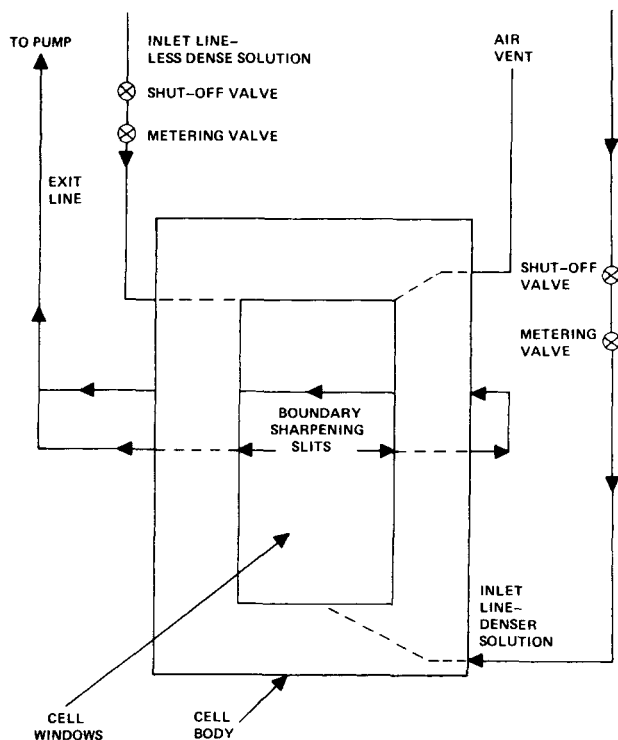 TO PUMP
INLET LINE–
LESS DENSE SOLUTION
SHUT–OFF VALVE
METERING VALVE
AIR
VENT
EXIT
LINE
SHUT–OFF
VALVE
METERING
VALVE
BOUNDARY
SHARPENING
SLITS
INLET
LINE–
DENSER
SOLUTION
CELL
WINDOWS
CELL
BODY